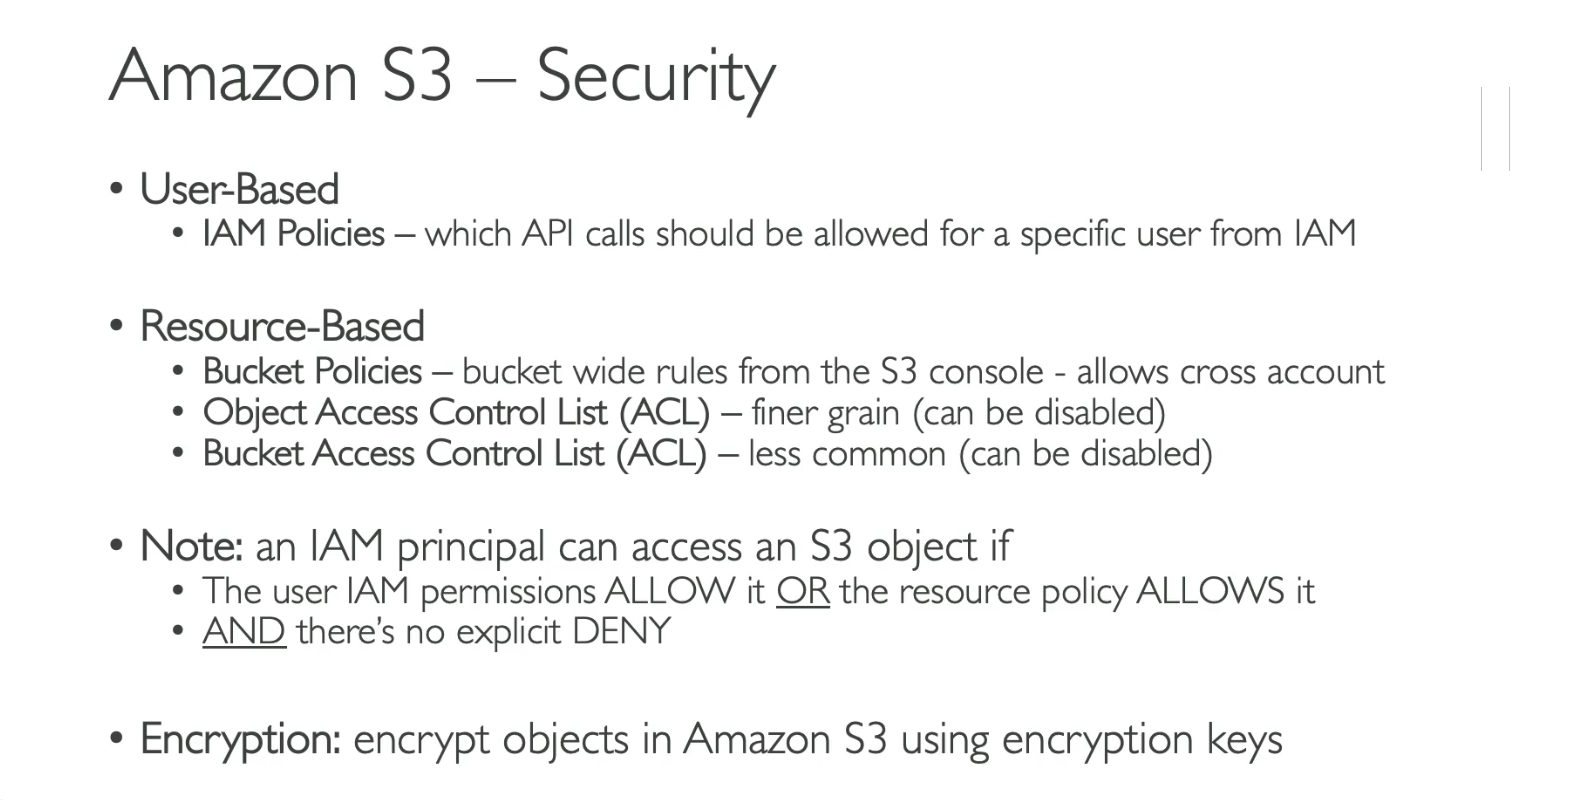 Amazon S3 – Security
• User-Based
• IAM Policies – which API calls should be allowed for a specific user from IAM
• Resource-Based
• Bucket Policies – bucket wide rules from the S3 console - allows cross account
• Object Access Control List (ACL) – finer grain (can be disabled)
• Bucket Access Control List (ACL) – less common (can be disabled)
• Note: an IAM principal can access an S3 object if
• The user IAM permissions ALLOW it OR the resource policy ALLOWS it
• AND there’s no explicit DENY
• Encryption: encrypt objects in Amazon S3 using encryption keys